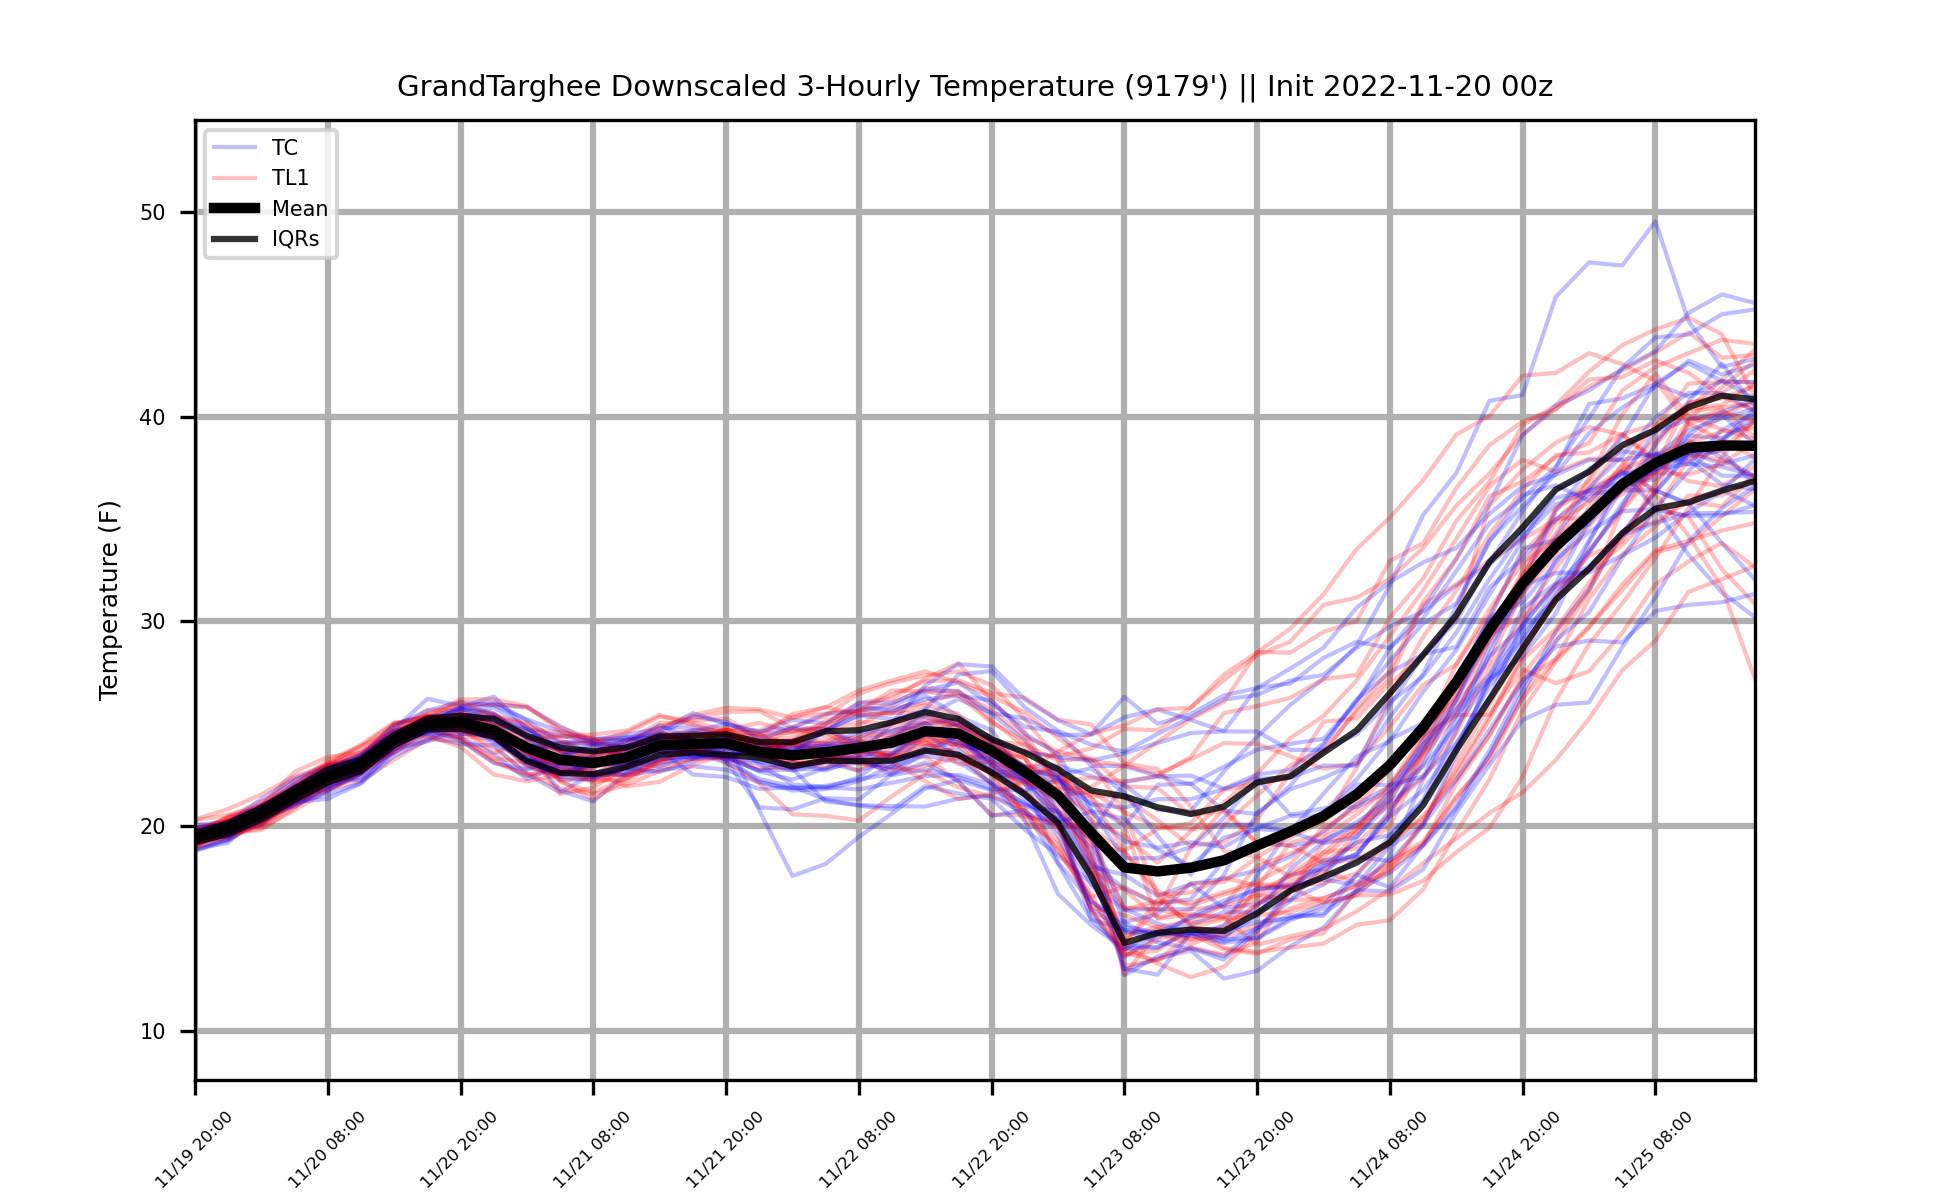 GrandTarghee Downscaled 3-Hourly Temperature (9179') || Init 2022-11-20 00z
TC
TL1
Mean
IQRs
Temperature (F)
50
40
30
20
10
11/19 20:00
11/20 08:00
11/20 20:00
11/21 08:00
11/21 20:00
11/22 08:00
11/22 20:00
11/23 08:00
11/23 20:00
11/24 08:00
11/24 20:00
11/25 08:00